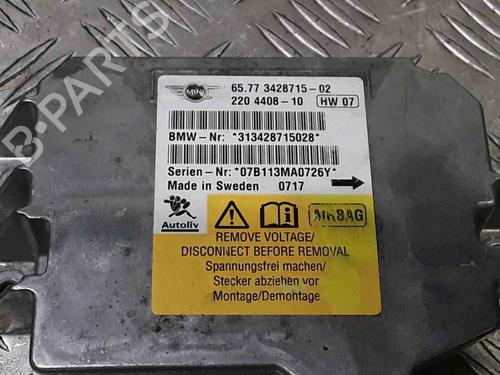 MINI
65.77 3428715-02
220 4408-10 HW 07
BMW-Nr: *313428715028*
Serien-Nr: *07B113MA0726Y*
Made in Sweden 0717
Autoliv
AIRBAG
REMOVE VOLTAGE/
DISCONNECT BEFORE REMOVAL
Spannungsfrei machen/
Stecker abziehen vor
Montage/Demontage
B-PARTS